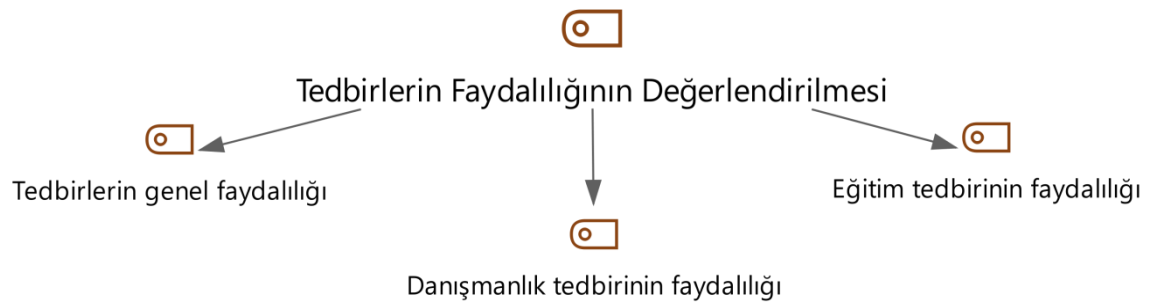 Tedbirlerin Faydalılığının Değerlendirilmesi
Tedbirlerin genel faydalılığı
Eğitim tedbirinin faydalılığı
Danışmanlık tedbirinin faydalılığı